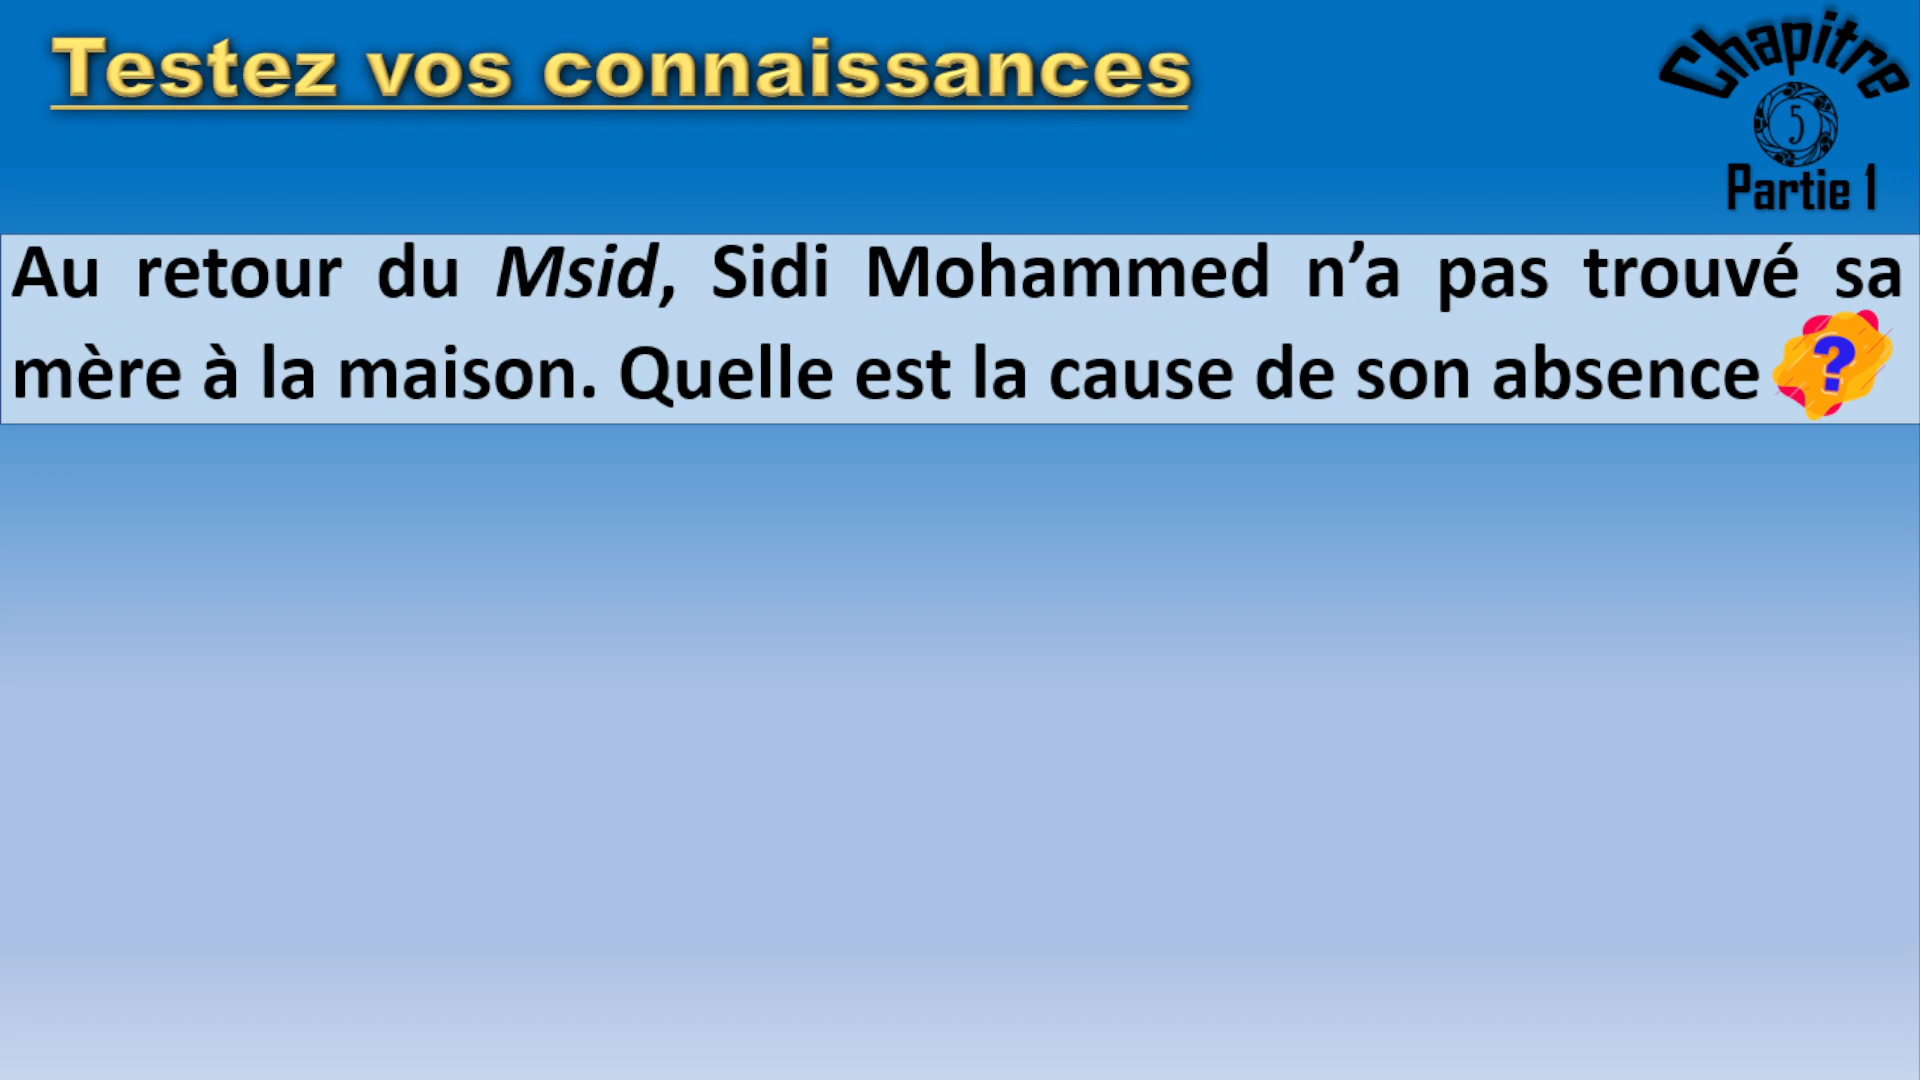 Testez vos connaissances
Chapitre
5
Partie 1
Au retour du Msid, Sidi Mohammed n’a pas trouvé sa
mère à la maison. Quelle est la cause de son absence ?